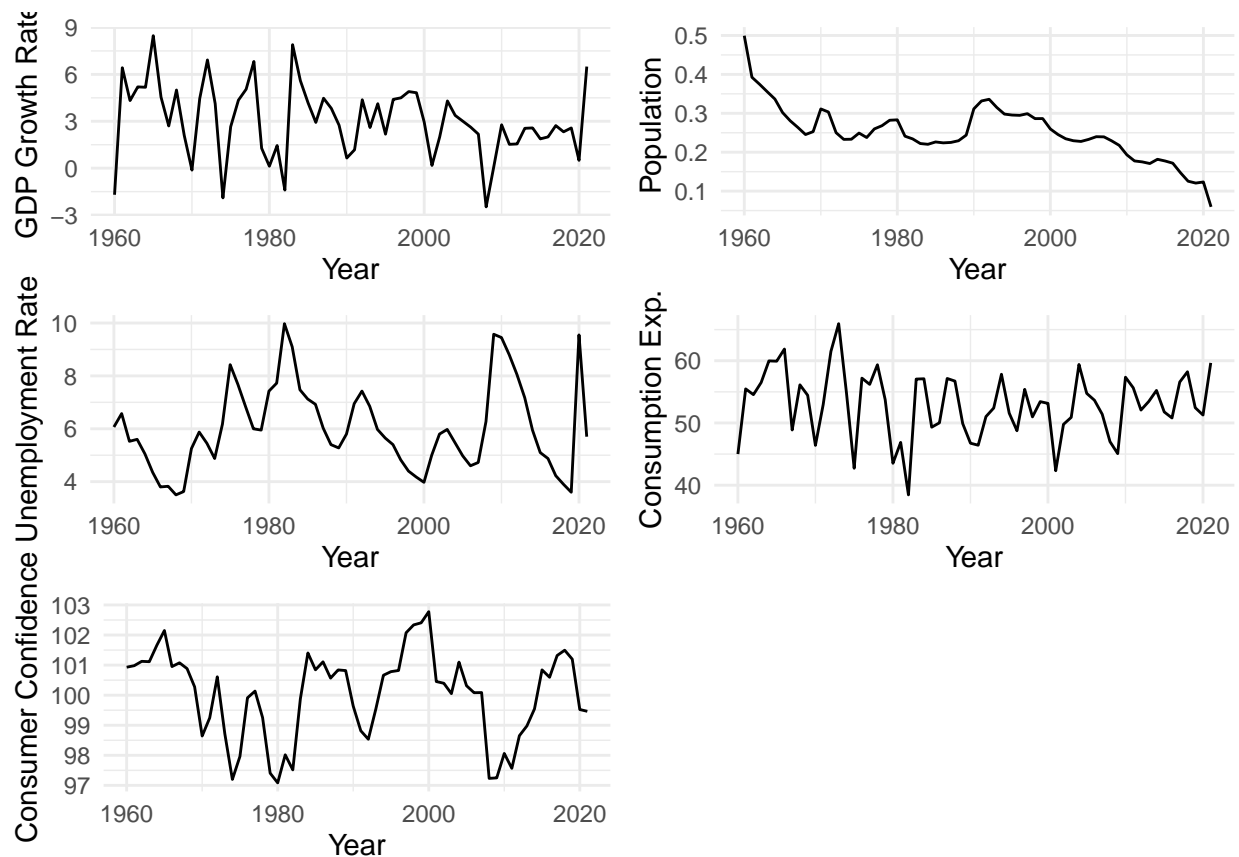 GDP Growth Rate
9
6
3
0
−3
1960 1980 2000 2020
Year
Population
0.5
0.4
0.3
0.2
0.1
1960 1980 2000 2020
Year
Unemployment Rate
10
8
6
4
1960 1980 2000 2020
Year
Consumption Exp.
60
50
40
1960 1980 2000 2020
Year
Consumer Confidence
103
102
101
100
99
98
97
1960 1980 2000 2020
Year